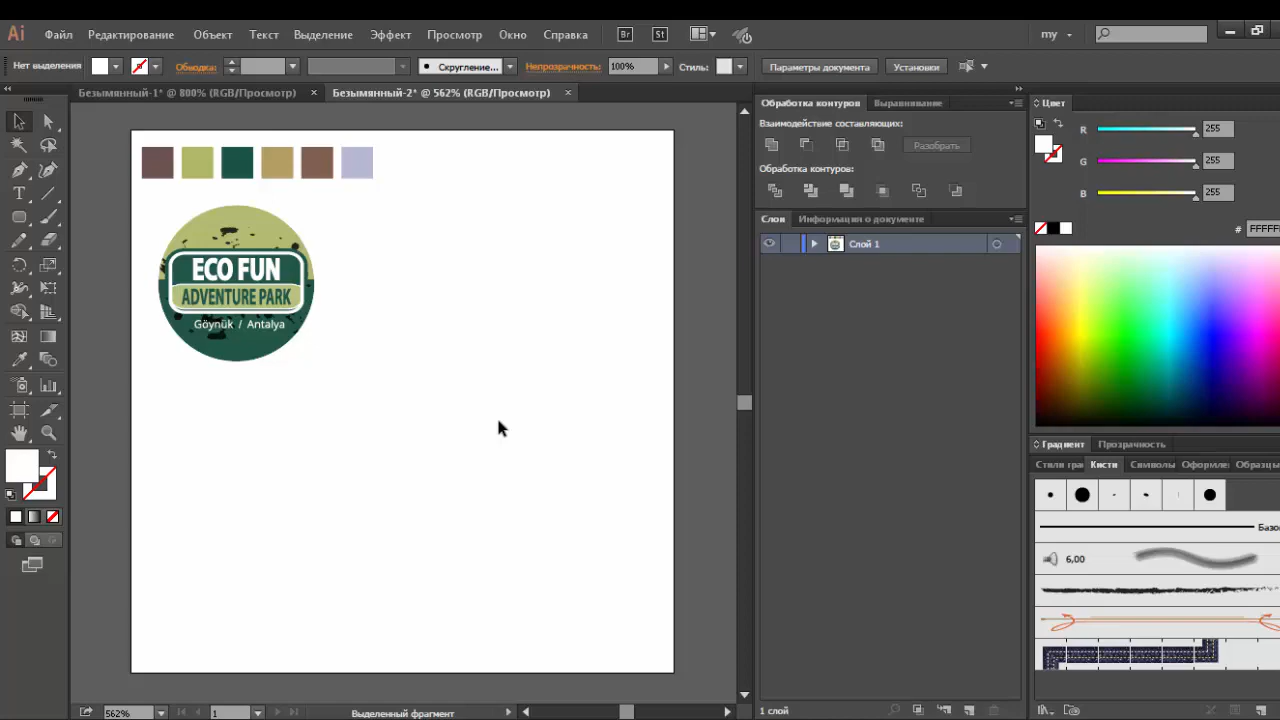 Ai Файл Редактирование Объект Текст Выделение Эффект Просмотр Окно Справка Br St my
Нет выделения Обводка: Скругление... Непрозрачность: 100% Стиль: Параметры документа Установки
Безымянный-1* @ 800% (RGB/Просмотр) × Безымянный-2* @ 562% (RGB/Просмотр) ×
ECO FUN
ADVENTURE PARK
Göynük / Antalya
562% 1 Выделенный фрагмент
Обработка контуров Выравнивание
Взаимодействие составляющих:
Разобрать
Обработка контуров:
Слои Информация о документе
Слой 1
1 слой
Цвет
R 255
G 255
B 255
# FFFFF
Градиент Прозрачность
Стили гра Кисти Символы Оформле Образцы
Базо
6,00